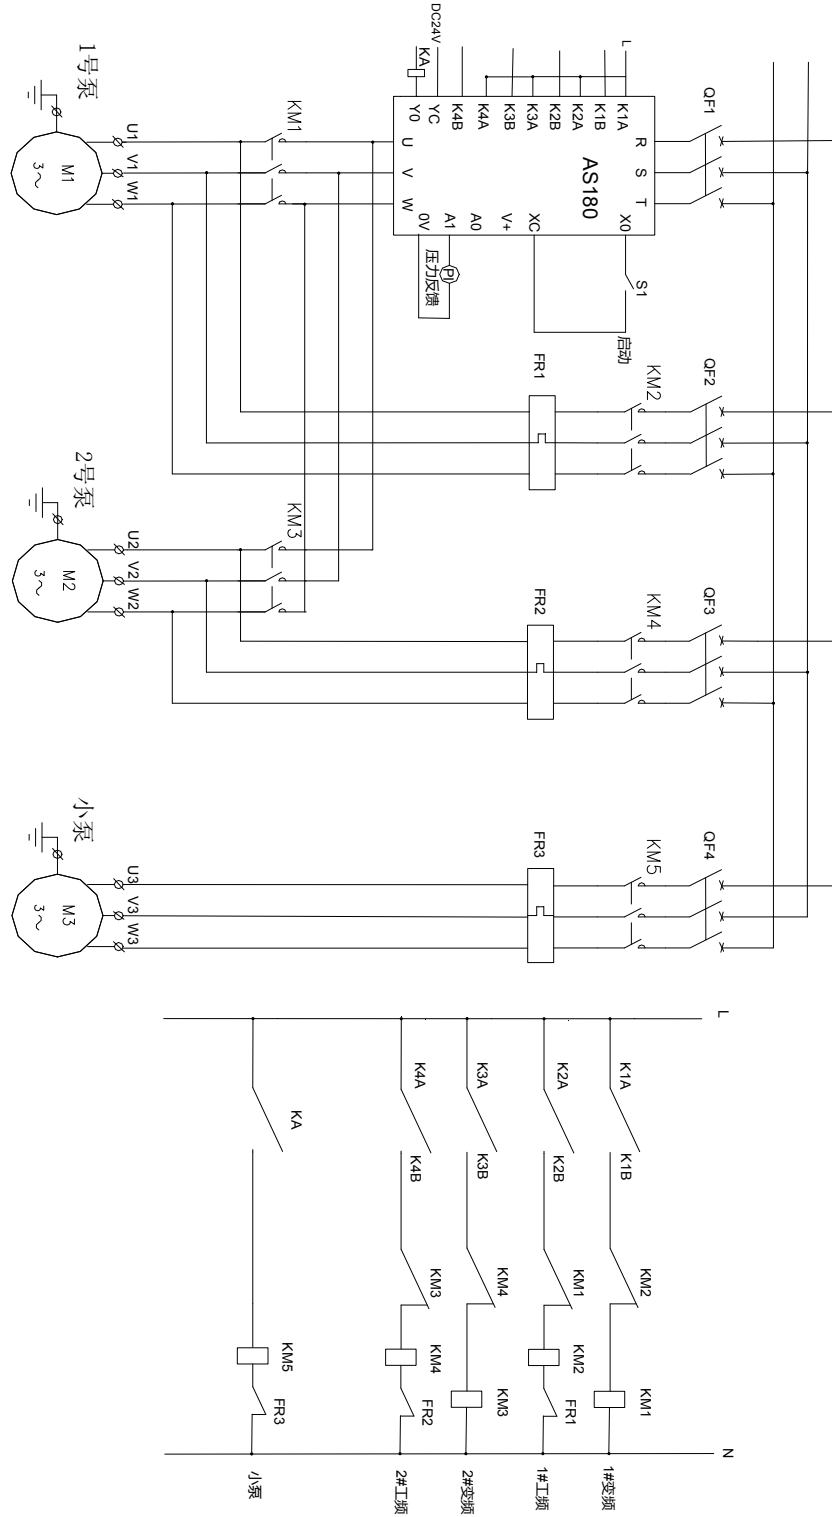 QF1
QF2
QF3
QF4
R
S
T
X0
XC
V+
A0
A1
0V
AS180
K1A
K1B
K2A
K2B
K3A
K3B
K4A
K4B
YC
Y0
U
V
W
L
DC24V
KA
S1
启动
PI
压力反馈
KM1
KM2
KM3
KM4
KM5
FR1
FR2
FR3
U1
V1
W1
M1
3～
1号泵
U2
V2
W2
M2
3～
2号泵
U3
V3
W3
M3
3～
小泵
L
N
K1A
K1B
KM2
KM1
1#变频
K2A
K2B
KM1
KM2
FR1
1#工频
K3A
K3B
KM4
KM3
2#变频
K4A
K4B
KM3
KM4
FR2
2#工频
KA
KM5
FR3
小泵